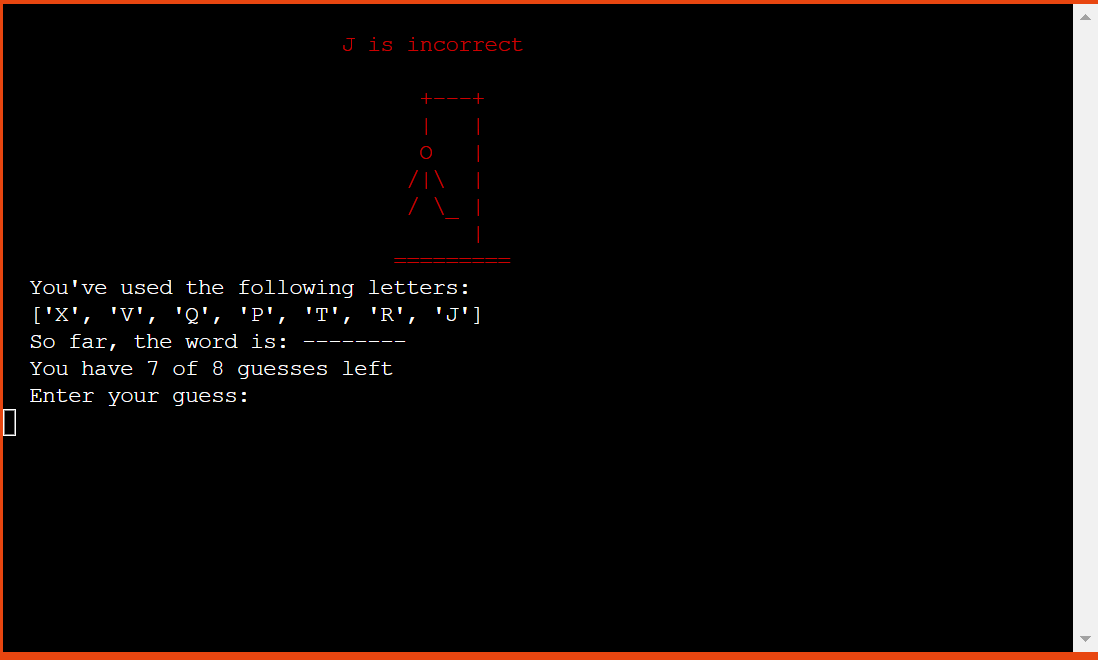 J is incorrect
+---+
|   |
O   |
/|\  |
/ \_ |
|
=========
You've used the following letters:
['X', 'V', 'Q', 'P', 'T', 'R', 'J']
So far, the word is: --------
You have 7 of 8 guesses left
Enter your guess: